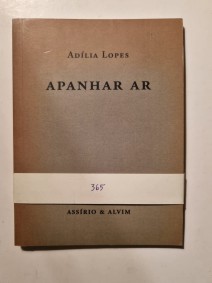 Adília Lopes
APANHAR AR
365
ASSÍRIO & ALVIM